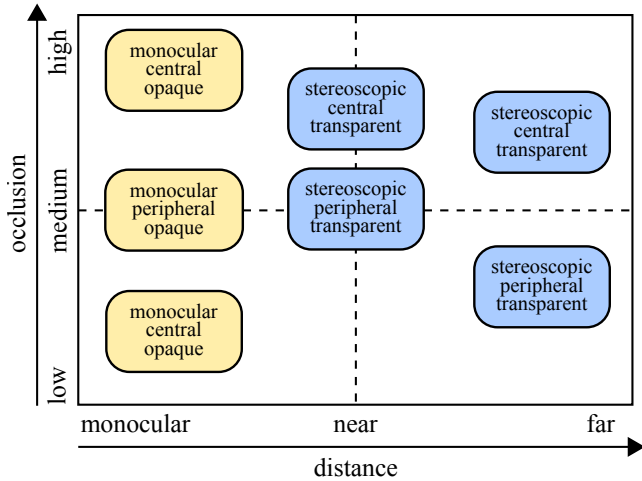 occlusion
high
medium
low
monocular
central
opaque
stereoscopic
central
transparent
stereoscopic
central
transparent
monocular
peripheral
opaque
stereoscopic
peripheral
transparent
stereoscopic
peripheral
transparent
monocular
central
opaque
monocular
near
far
distance